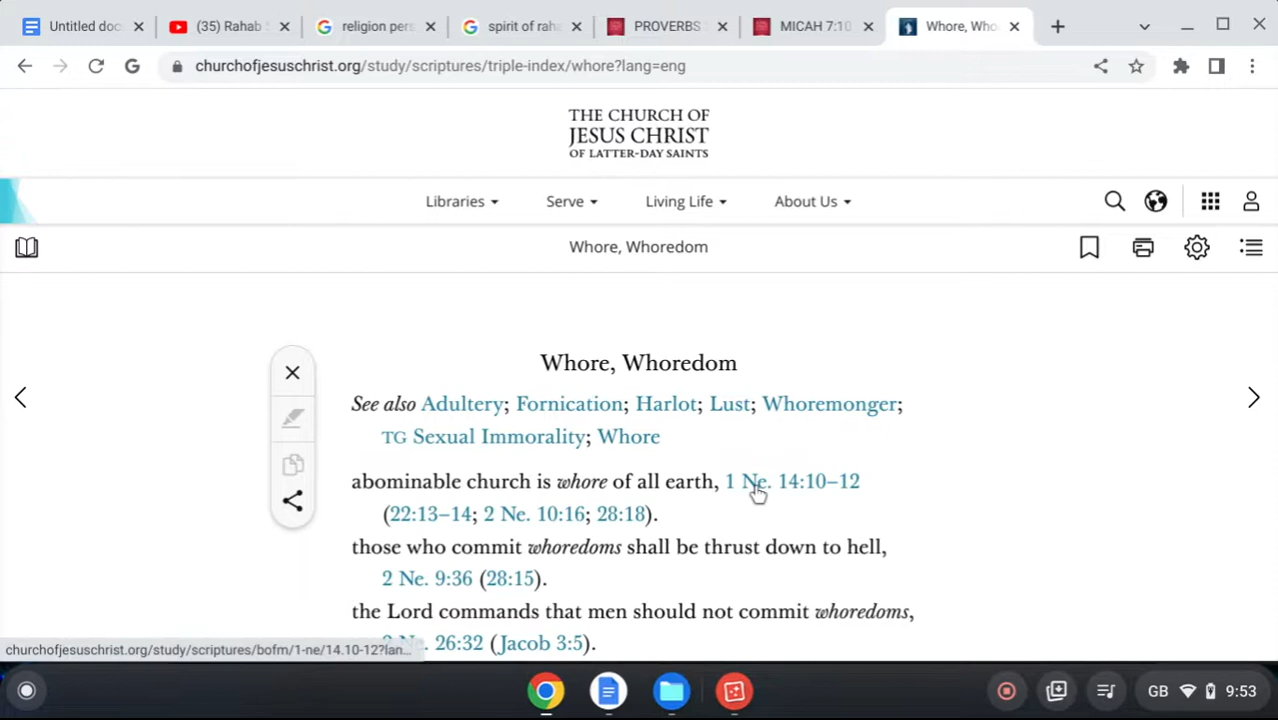 Untitled doc
(35) Rahab
religion pers
spirit of raha
PROVERBS
MICAH 7:10
Whore, Who
churchofjesuschrist.org/study/scriptures/triple-index/whore?lang=eng
THE CHURCH OF
JESUS CHRIST
OF LATTER-DAY SAINTS
Libraries
Serve
Living Life
About Us
Whore, Whoredom
Whore, Whoredom
See also Adultery; Fornication; Harlot; Lust; Whoremonger;
TG Sexual Immorality; Whore
abominable church is whore of all earth, 1 Ne. 14:10–12
(22:13–14; 2 Ne. 10:16; 28:18).
those who commit whoredoms shall be thrust down to hell,
2 Ne. 9:36 (28:15).
the Lord commands that men should not commit whoredoms,
2 Ne. 26:32 (Jacob 3:5).
churchofjesuschrist.org/study/scriptures/bofm/1-ne/14.10-12?lan...
GB 9:53